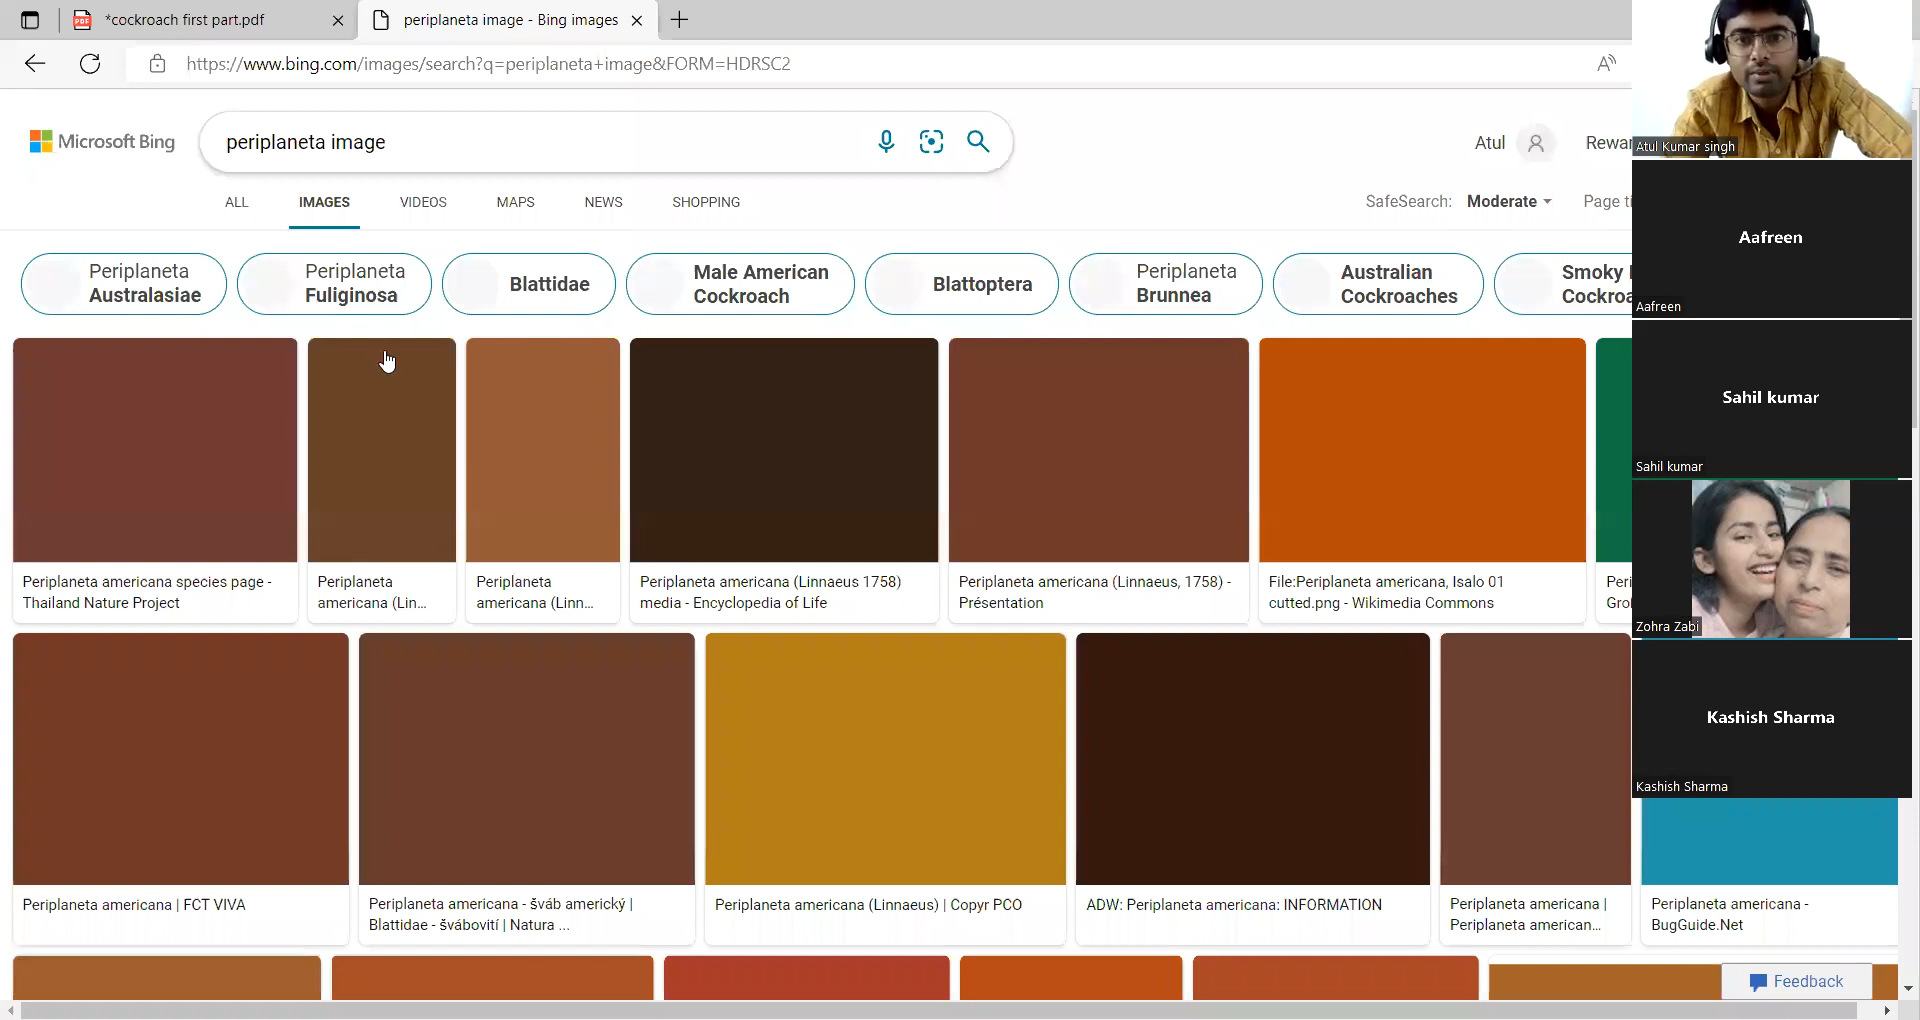 *cockroach first part.pdf
periplaneta image - Bing images
https://www.bing.com/images/search?q=periplaneta+image&FORM=HDRSC2
Microsoft Bing
periplaneta image
Atul
ALL
IMAGES
VIDEOS
MAPS
NEWS
SHOPPING
SafeSearch:
Moderate
Page
Periplaneta
Australasiae
Periplaneta
Fuliginosa
Blattidae
Male American
Cockroach
Blattoptera
Periplaneta
Brunnea
Australian
Cockroaches
Smoky
Periplaneta americana species page -
Thailand Nature Project
Periplaneta
americana (Lin...
Periplaneta
americana (Linn...
Periplaneta americana (Linnaeus 1758)
media - Encyclopedia of Life
Periplaneta americana (Linnaeus, 1758) -
Présentation
File:Periplaneta americana, Isalo 01
cutted.png - Wikimedia Commons
Periplaneta americana | FCT VIVA
Periplaneta americana - šváb americký |
Blattidae - švábovití | Natura ...
Periplaneta americana (Linnaeus) | Copyr PCO
ADW: Periplaneta americana: INFORMATION
Periplaneta americana |
Periplaneta american...
Periplaneta americana -
BugGuide.Net
Feedback
Atul Kumar singh
Aafreen
Aafreen
Sahil kumar
Sahil kumar
Zohra Zabi
Kashish Sharma
Kashish Sharma